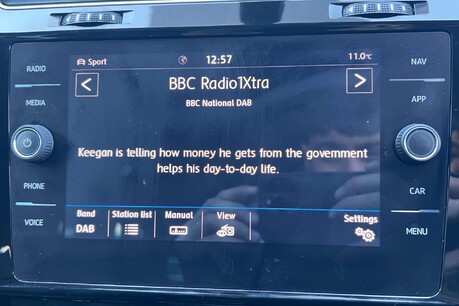 Sport 12:57 11.0°C
RADIO
NAV
BBC Radio1Xtra
BBC National DAB
MEDIA
APP
Keegan is telling how money he gets from the government
helps his day-to-day life.
PHONE
CAR
VOICE
MENU
Band Station list Manual View Settings
DAB